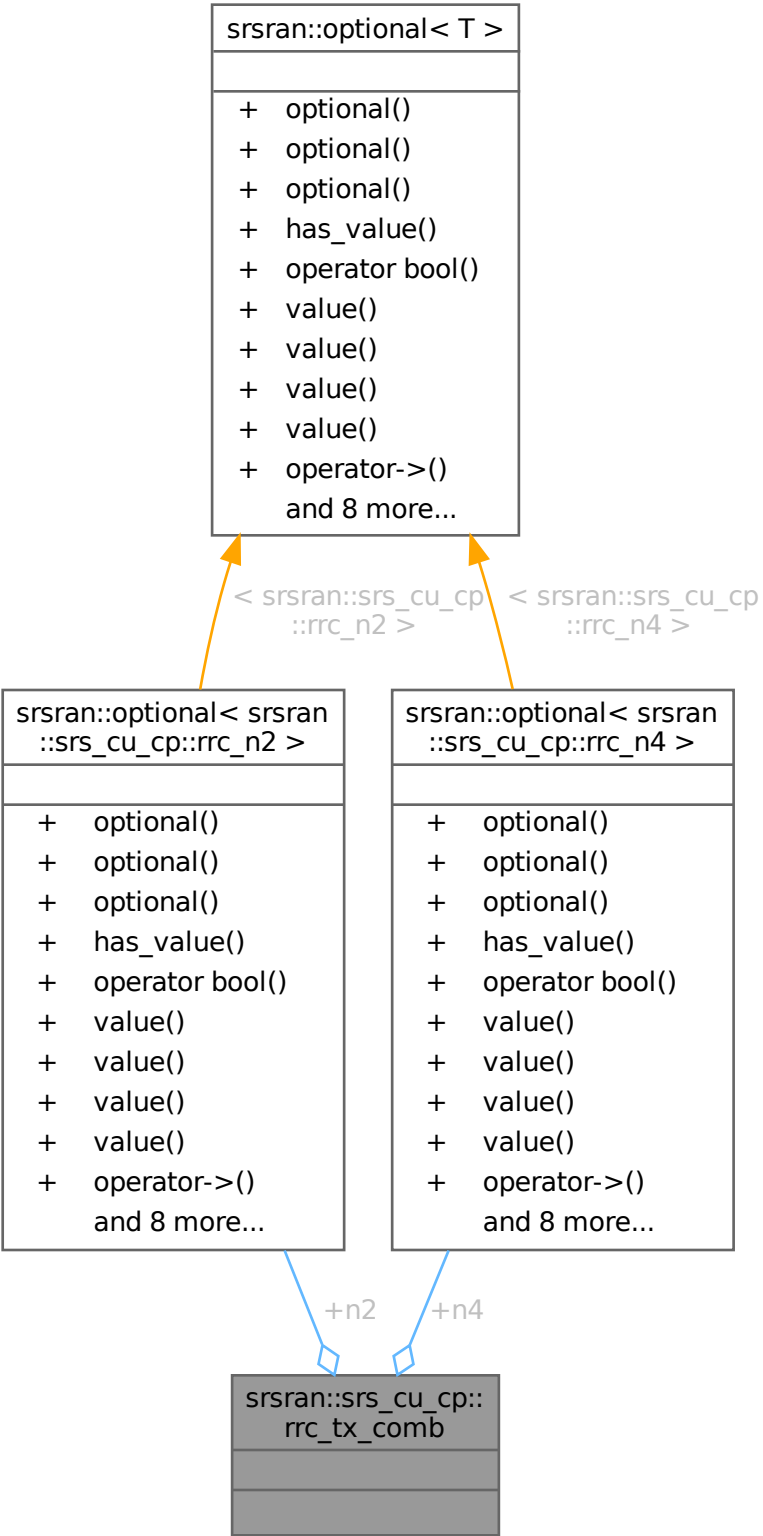 srsran::optional< T >
+ optional()
+ optional()
+ optional()
+ has_value()
+ operator bool()
+ value()
+ value()
+ value()
+ value()
+ operator->()
and 8 more...
< srsran::srs_cu_cp
::rrc_n2 >
< srsran::srs_cu_cp
::rrc_n4 >
srsran::optional< srsran
::srs_cu_cp::rrc_n2 >
+ optional()
+ optional()
+ optional()
+ has_value()
+ operator bool()
+ value()
+ value()
+ value()
+ value()
+ operator->()
and 8 more...
srsran::optional< srsran
::srs_cu_cp::rrc_n4 >
+ optional()
+ optional()
+ optional()
+ has_value()
+ operator bool()
+ value()
+ value()
+ value()
+ value()
+ operator->()
and 8 more...
+n2
+n4
srsran::srs_cu_cp::
rrc_tx_comb